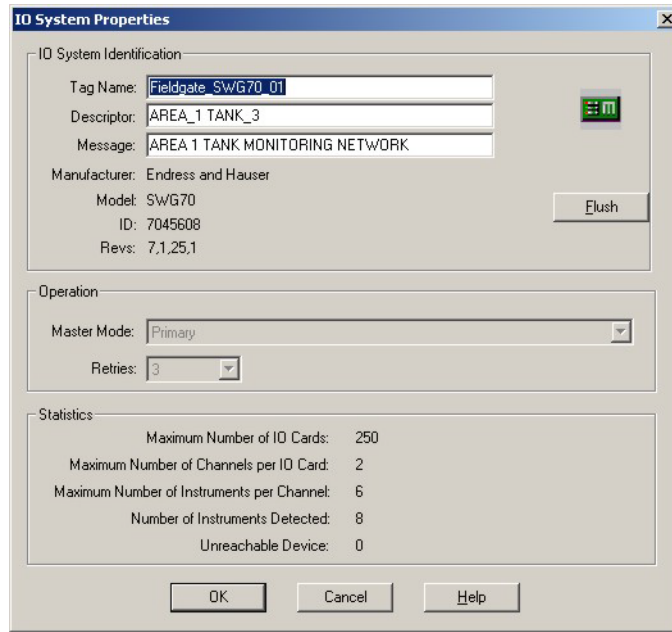 IO System Properties
IO System Identification
Tag Name: Fieldgate_SWG70_01
Descriptor: AREA_1 TANK_3
Message: AREA 1 TANK MONITORING NETWORK
Manufacturer: Endress and Hauser
Model: SWG70
Flush
ID: 7045608
Revs: 7,1,25,1
Operation
Master Mode: Primary
Retries: 3
Statistics
Maximum Number of IO Cards: 250
Maximum Number of Channels per IO Card: 2
Maximum Number of Instruments per Channel: 6
Number of Instruments Detected: 8
Unreachable Device: 0
OK Cancel Help